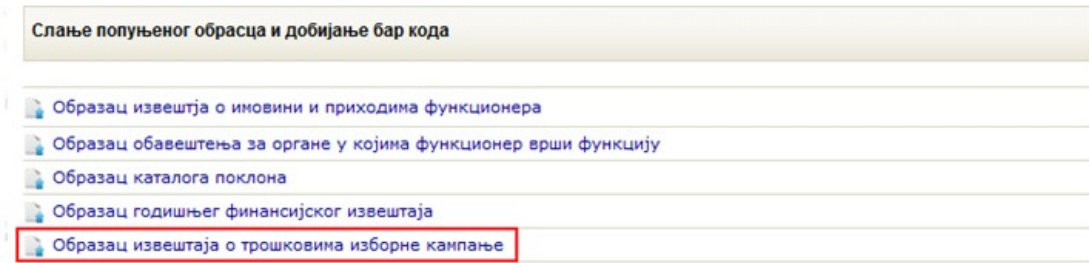 Слање попуњеног обрасца и добијање бар кода
Образац извештја о имовини и приходима функционера
Образац обавештења за органе у којима функционер врши функцију
Образац каталога поклона
Образац годишњег финансијског извештаја
Образац извештаја о трошковима изборне кампање